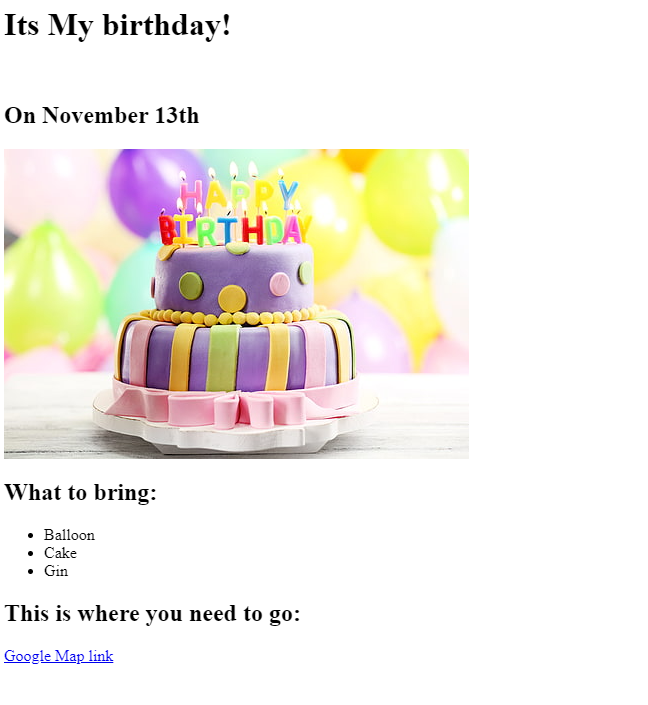 Its My birthday!
On November 13th
HAPPY
BIRTHDAY
What to bring:
Balloon
Cake
Gin
This is where you need to go:
Google Map link